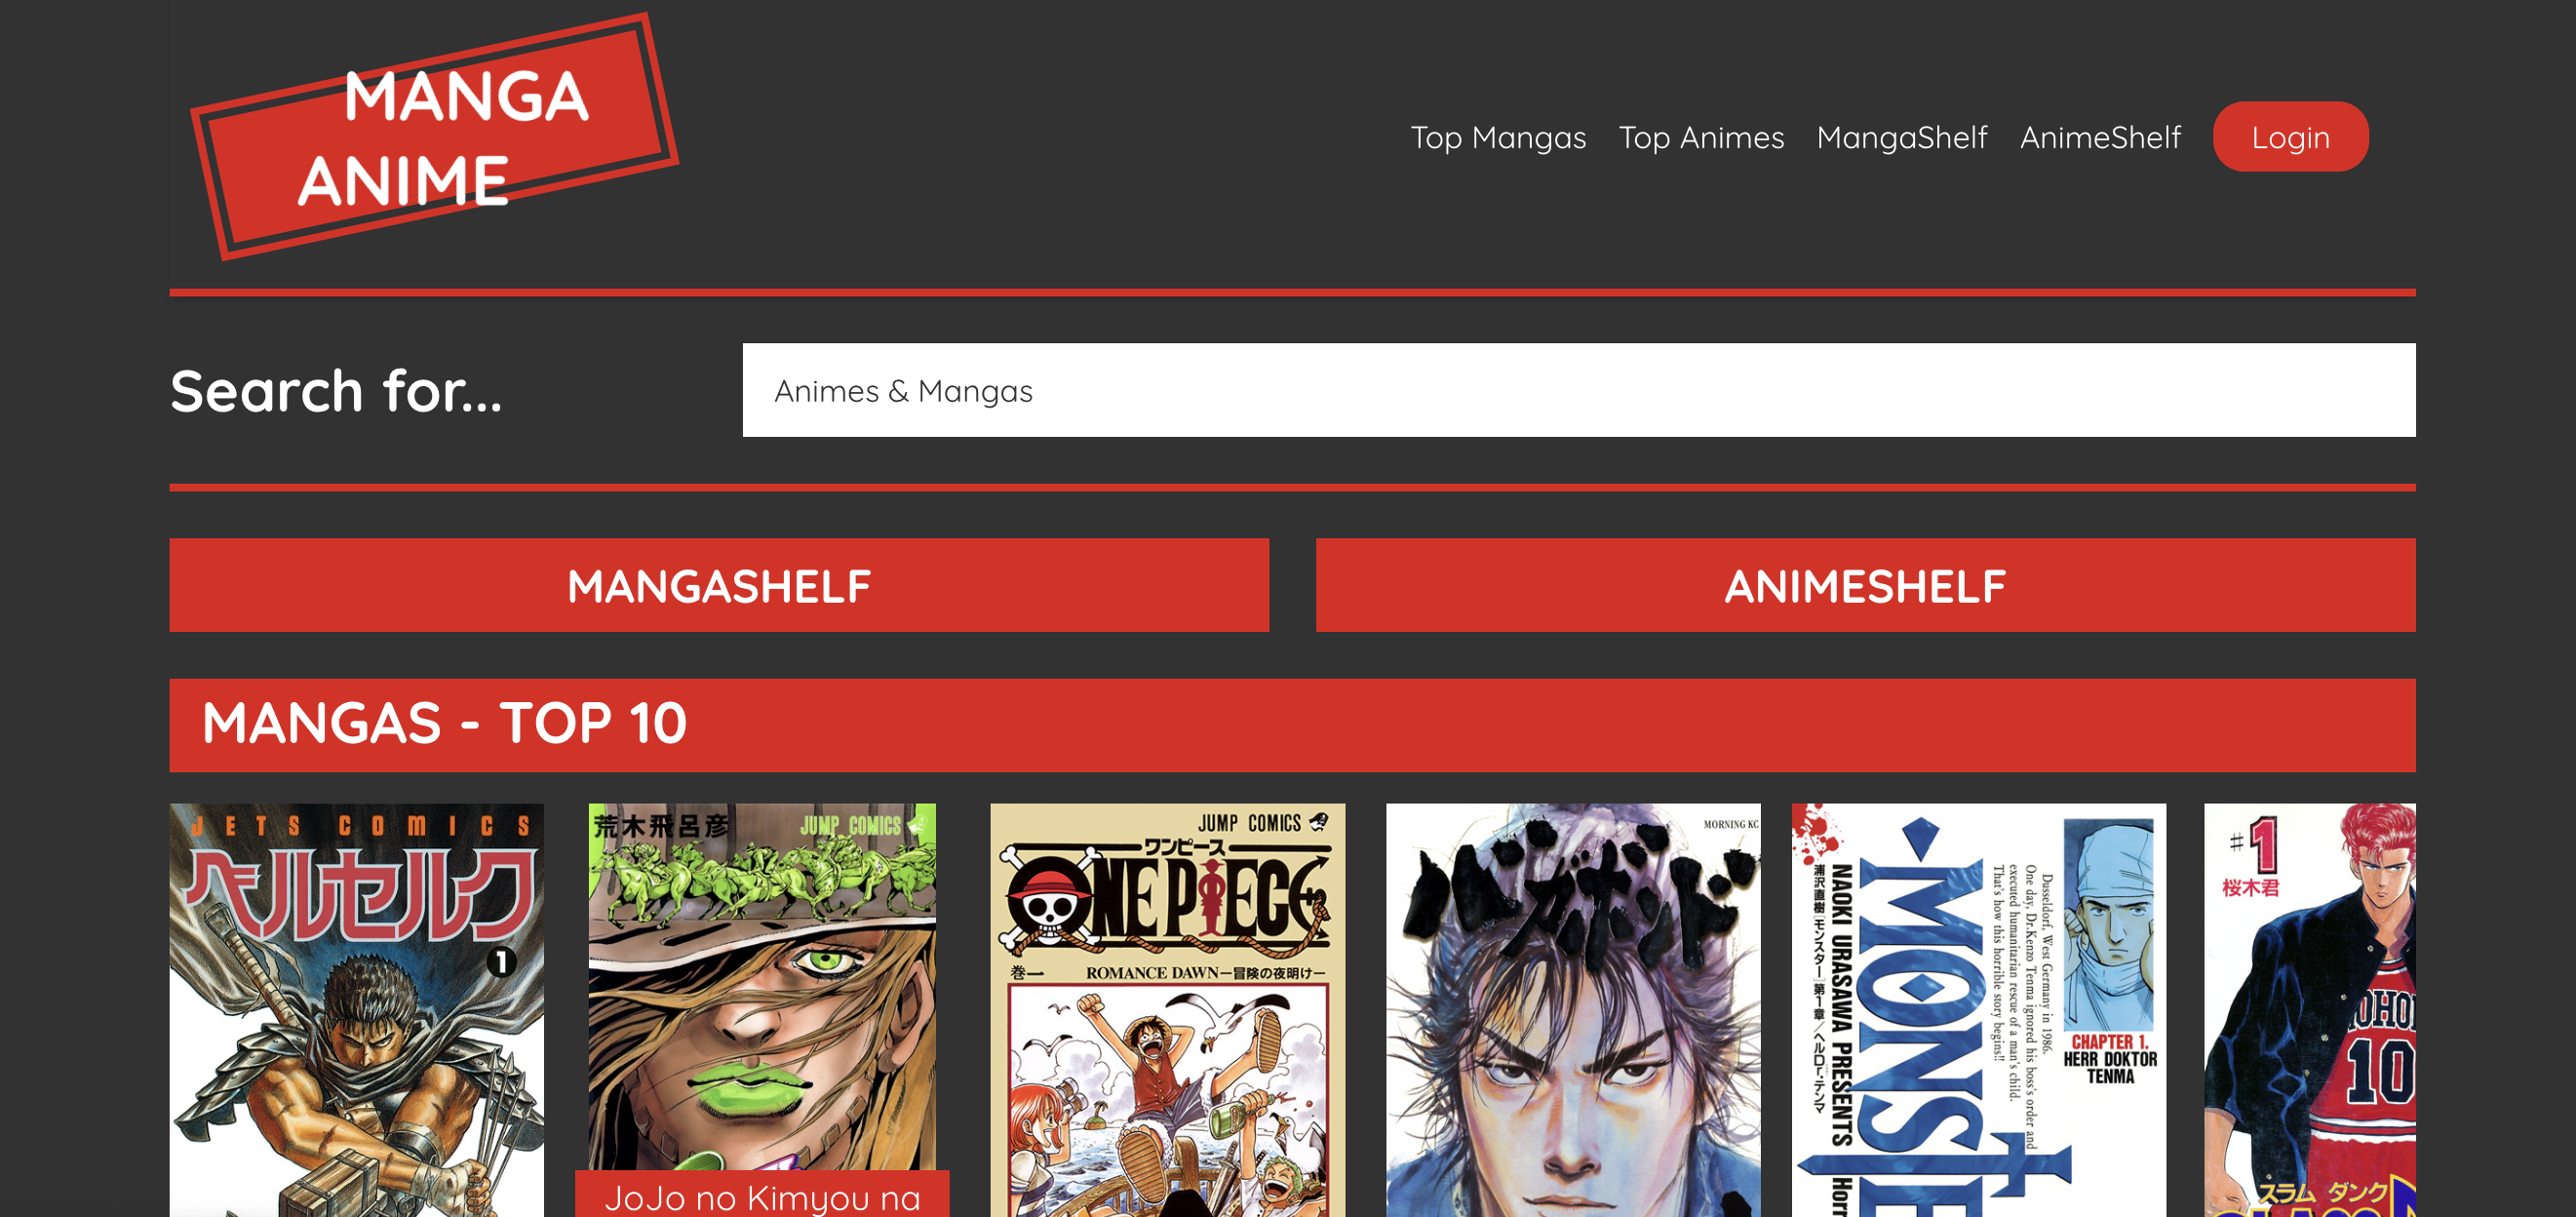 MANGA
ANIME
Top Mangas Top Animes MangaShelf AnimeShelf Login
Search for...
Animes & Mangas
MANGASHELF
ANIMESHELF
MANGAS - TOP 10
JETS COMICS
ベルセルク
1
荒木飛呂彦
JUMP COMICS
JoJo no Kimyou na
JUMP COMICS
ワンピース
ONE PIECE
巻一
ROMANCE DAWN—冒険の夜明け—
MORNING KC
バガボンド
浦沢直樹[モンスター]第1章/ヘルDr.テンマ
NAOKI URASAWA PRESENTS
MONS
Dusseldorf, West Germany in 1986.
One day, Dr.Kenzo Tenma ignored his boss's order and
executed humanitarian rescue of a man's child.
That's how this horrible story begins!!
CHAPTER 1.
HERR DOKTOR
TENMA
#1
桜木君
10
スラム ダンク